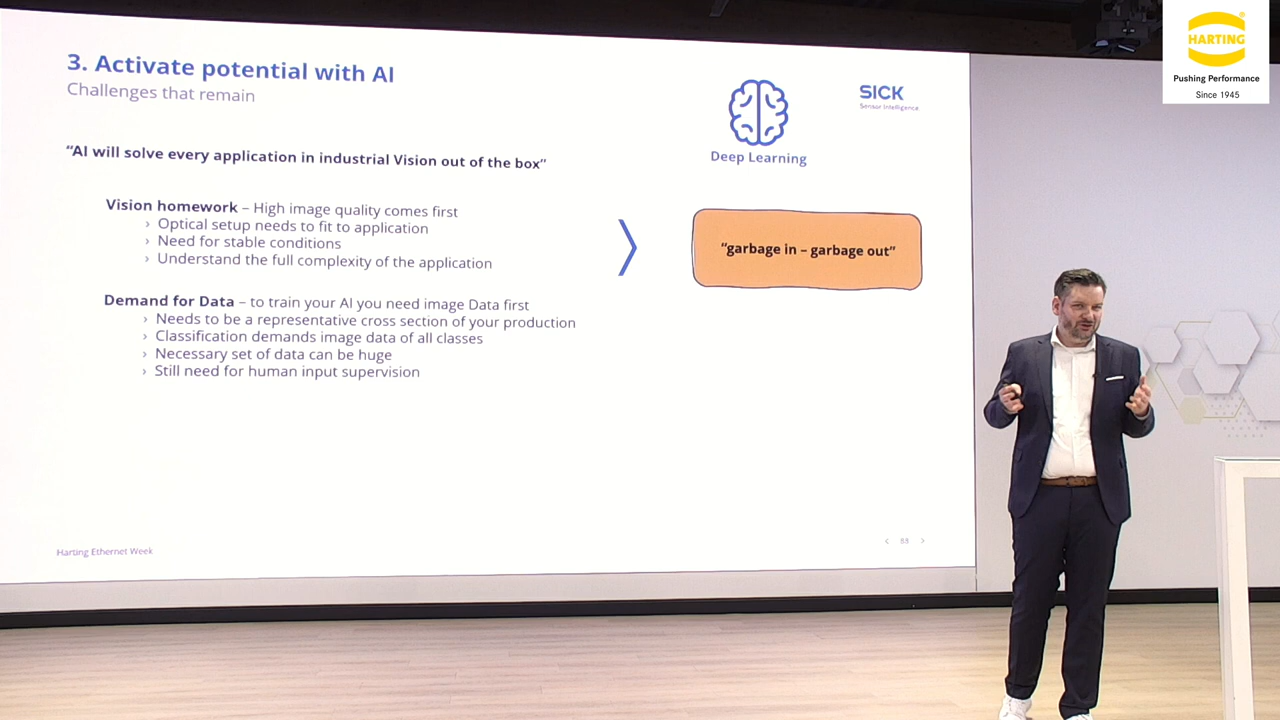 3. Activate potential with AI
Challenges that remain
“AI will solve every application in industrial Vision out of the box”
Vision homework – High image quality comes first
› Optical setup needs to fit to application
› Need for stable conditions
› Understand the full complexity of the application
Demand for Data – to train your AI you need image Data first
› Needs to be a representative cross section of your production
› Classification demands image data of all classes
› Necessary set of data can be huge
› Still need for human input supervision
Deep Learning
SICK
Sensor Intelligence
“garbage in – garbage out”
Harting Ethernet Week
HARTING
Pushing Performance
Since 1945